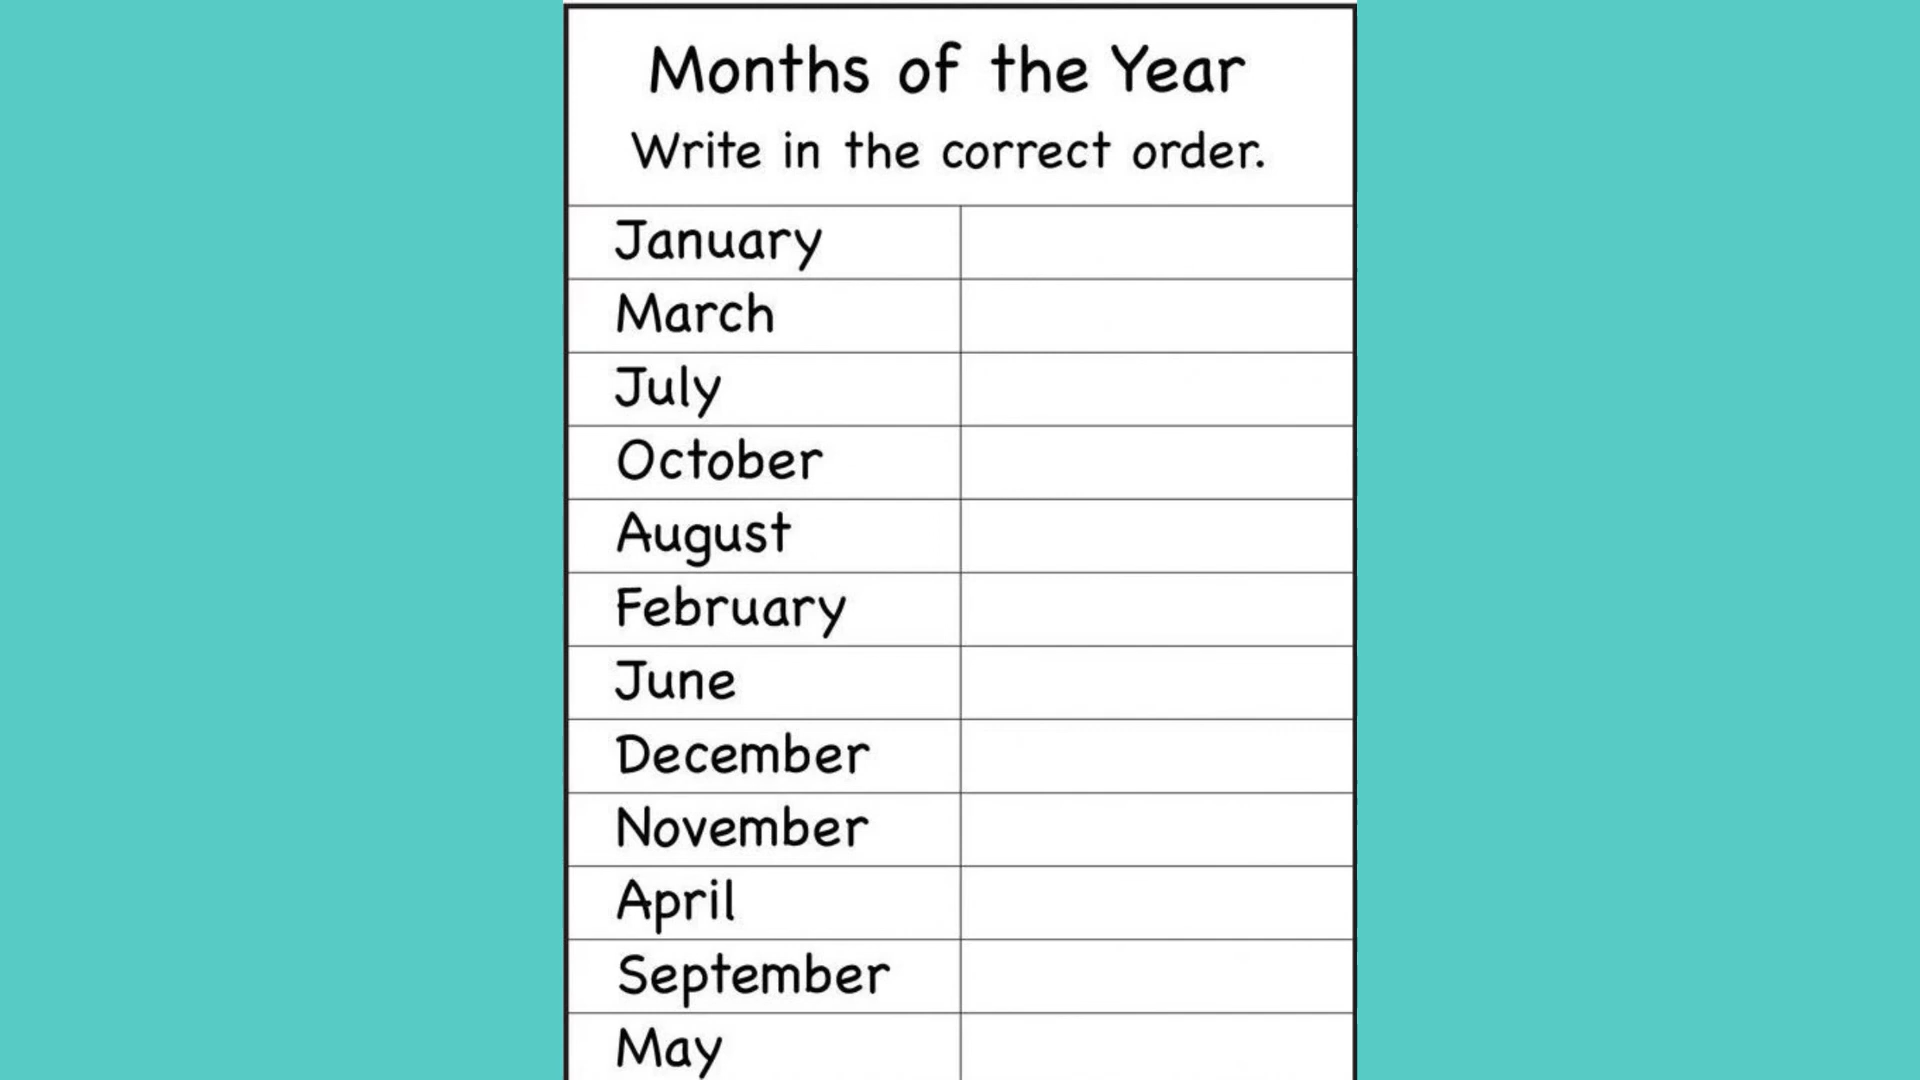 Months of the Year
Write in the correct order.
January
March
July
October
August
February
June
December
November
April
September
May